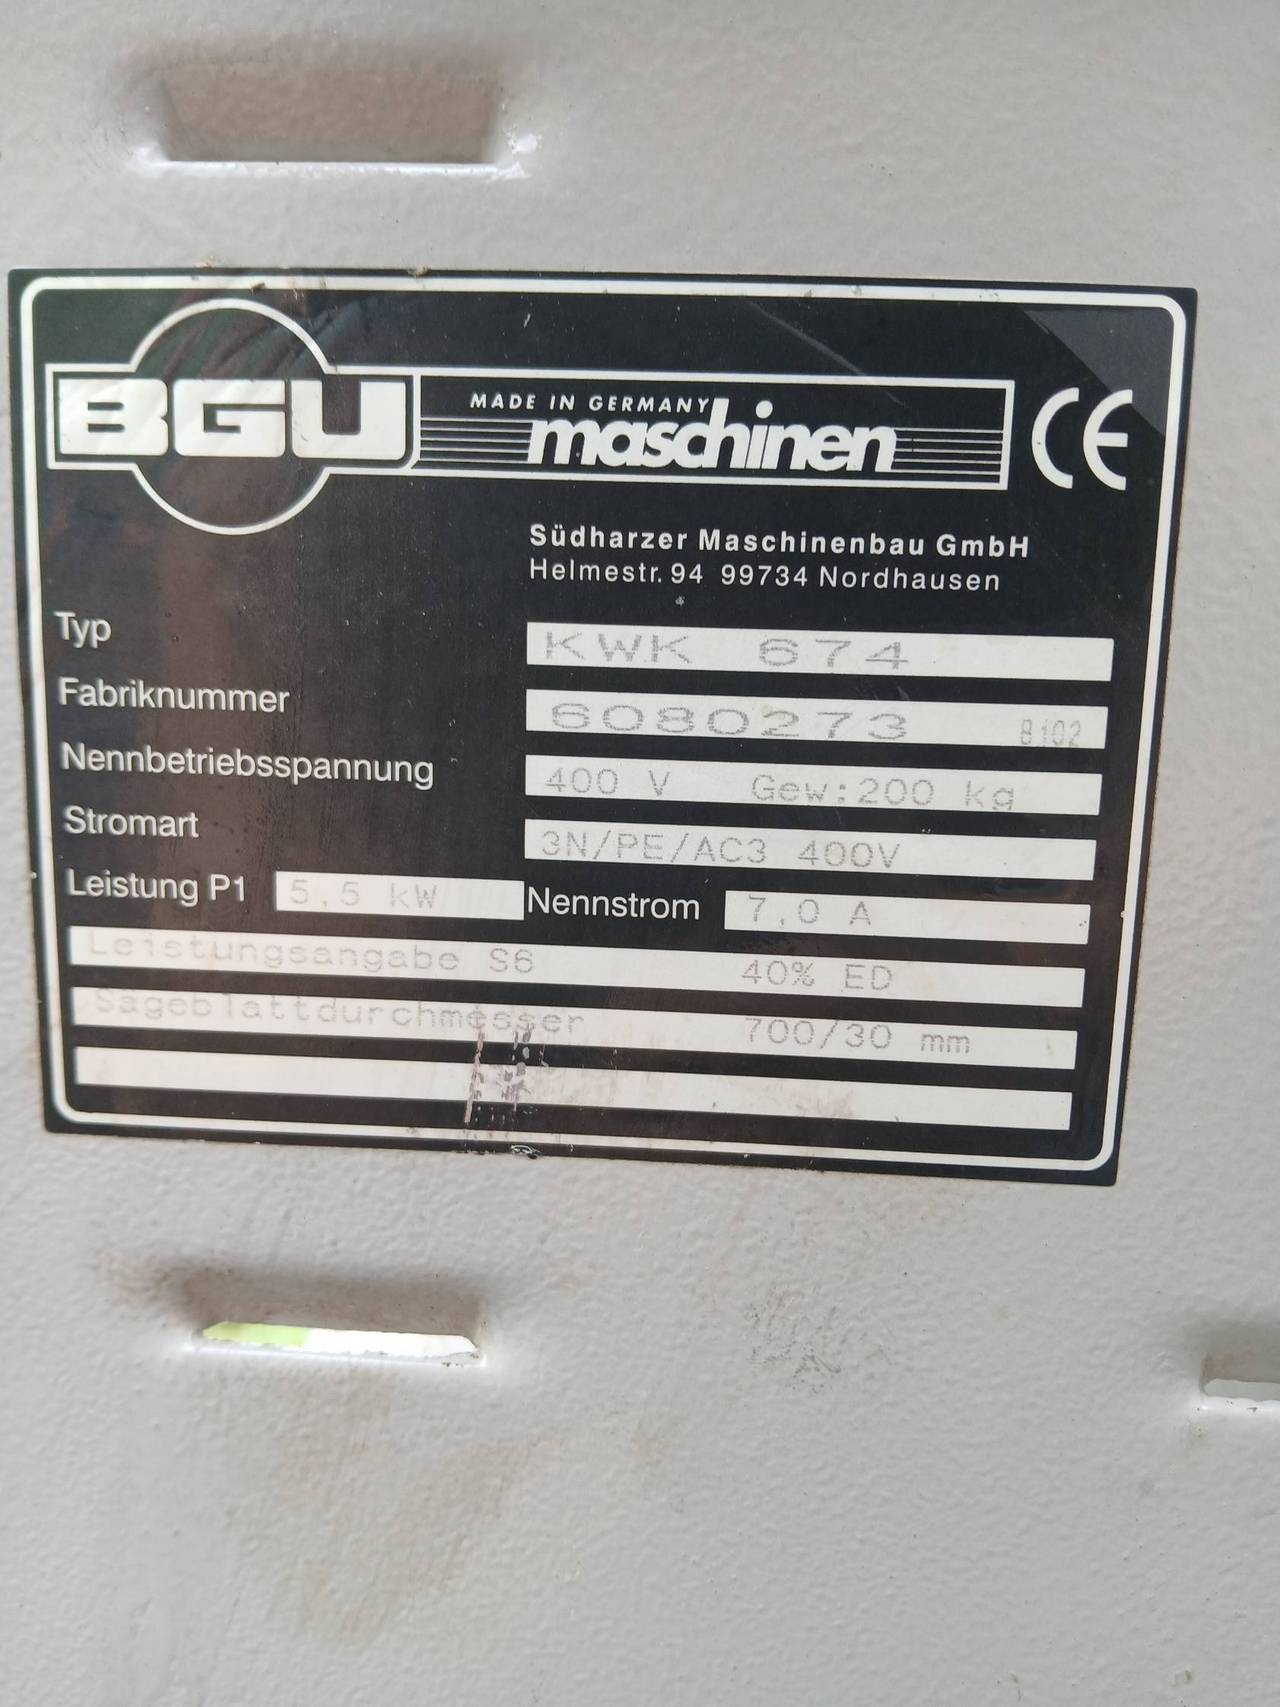 BGU MADE IN GERMANY maschinen CE
Südharzer Maschinenbau GmbH
Helmestr. 94 99734 Nordhausen
Typ KWK 674
Fabriknummer 6080273 8102
Nennbetriebsspannung 400 V Gew:200 kg
Stromart 3N/PE/AC3 400V
Leistung P1 5,5 kW Nennstrom 7,0 A
Leistungsangabe S6 40% ED
Sägeblattdurchmesser 700/30 mm